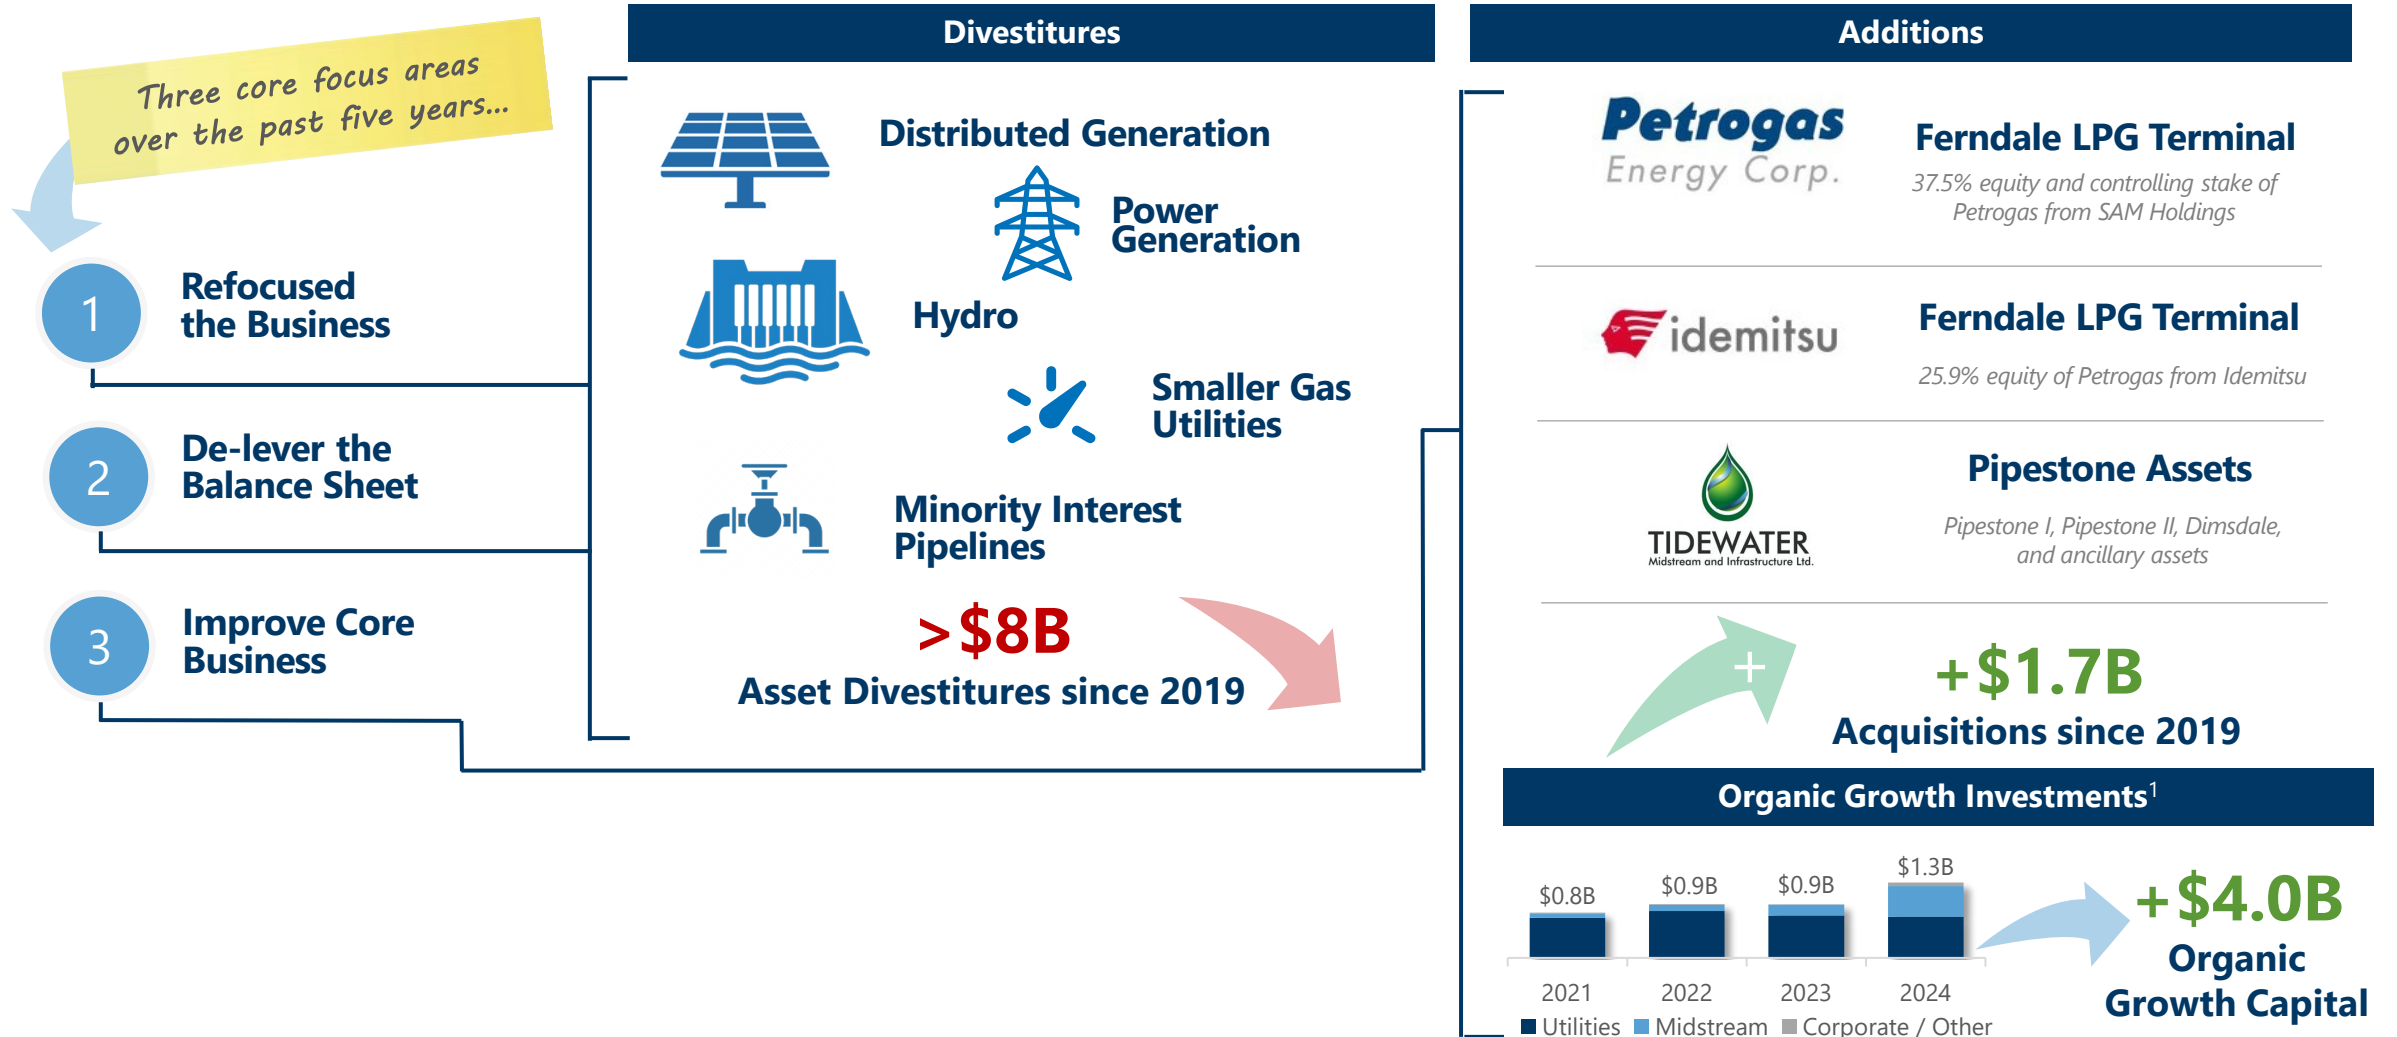 Three core focus areas
over the past five years...
1
Refocused
the Business
2
De-lever the
Balance Sheet
3
Improve Core
Business
Divestitures
Distributed Generation
Power
Generation
Hydro
Smaller Gas
Utilities
Minority Interest
Pipelines
>$8B
Asset Divestitures since 2019
Additions
Petrogas
Energy Corp.
Ferndale LPG Terminal
37.5% equity and controlling stake of
Petrogas from SAM Holdings
idemitsu
Ferndale LPG Terminal
25.9% equity of Petrogas from Idemitsu
TIDEWATER
Midstream and Infrastructure Ltd.
Pipestone Assets
Pipestone I, Pipestone II, Dimsdale,
and ancillary assets
+
+$1.7B
Acquisitions since 2019
Organic Growth Investments¹
$0.8B
$0.9B
$0.9B
$1.3B
2021
2022
2023
2024
Utilities
Midstream
Corporate / Other
+$4.0B
Organic
Growth Capital